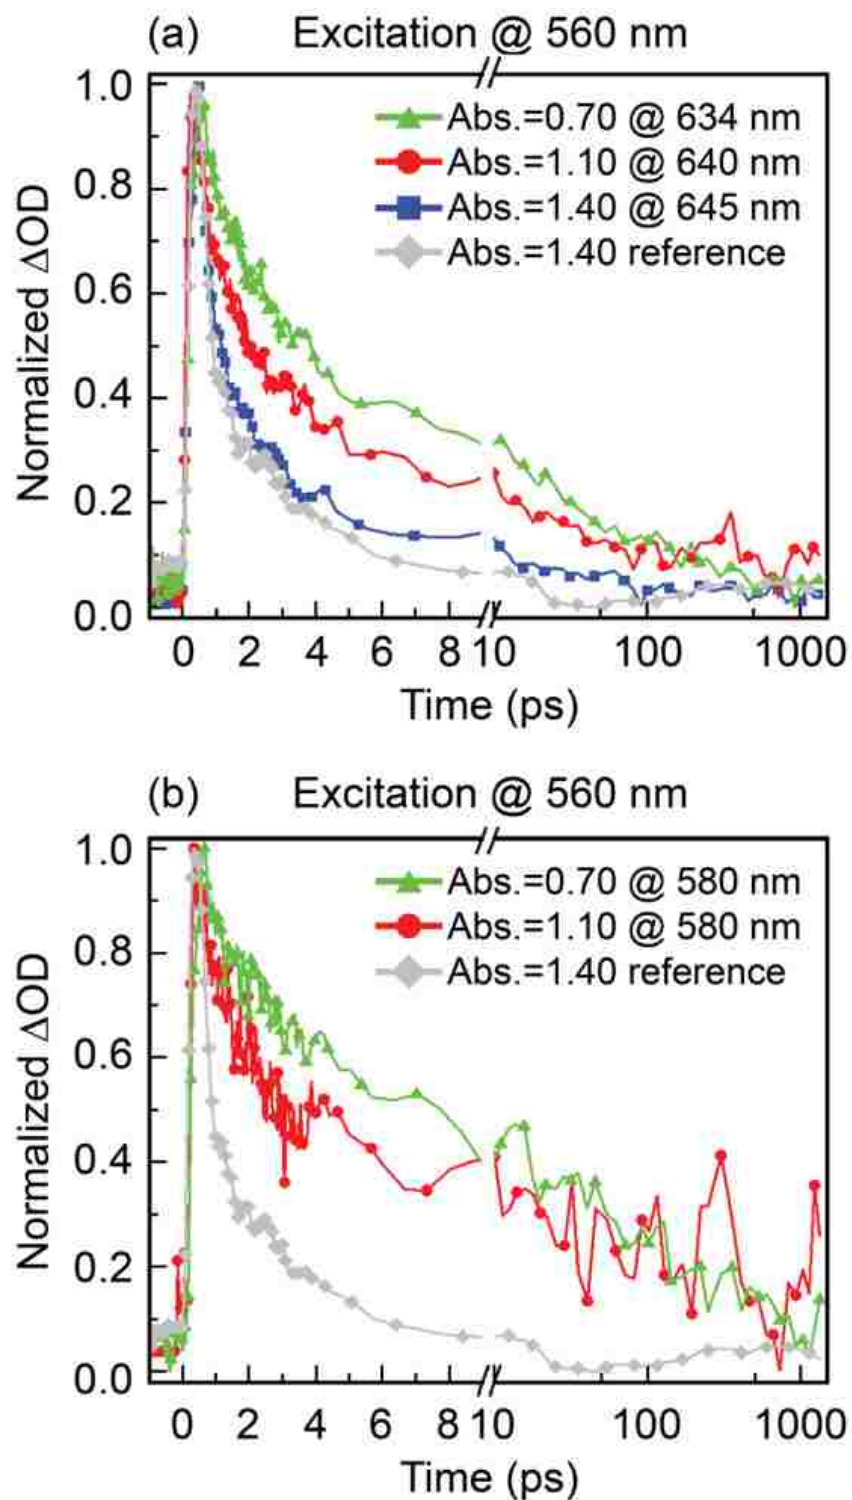 (a) Excitation @ 560 nm
1.0
0.8
0.6
0.4
0.2
0.0
Normalized ΔOD
Abs.=0.70 @ 634 nm
Abs.=1.10 @ 640 nm
Abs.=1.40 @ 645 nm
Abs.=1.40 reference
0 2 4 6 8 10 100 1000
Time (ps)
(b) Excitation @ 560 nm
1.0
0.8
0.6
0.4
0.2
0.0
Normalized ΔOD
Abs.=0.70 @ 580 nm
Abs.=1.10 @ 580 nm
Abs.=1.40 reference
0 2 4 6 8 10 100 1000
Time (ps)